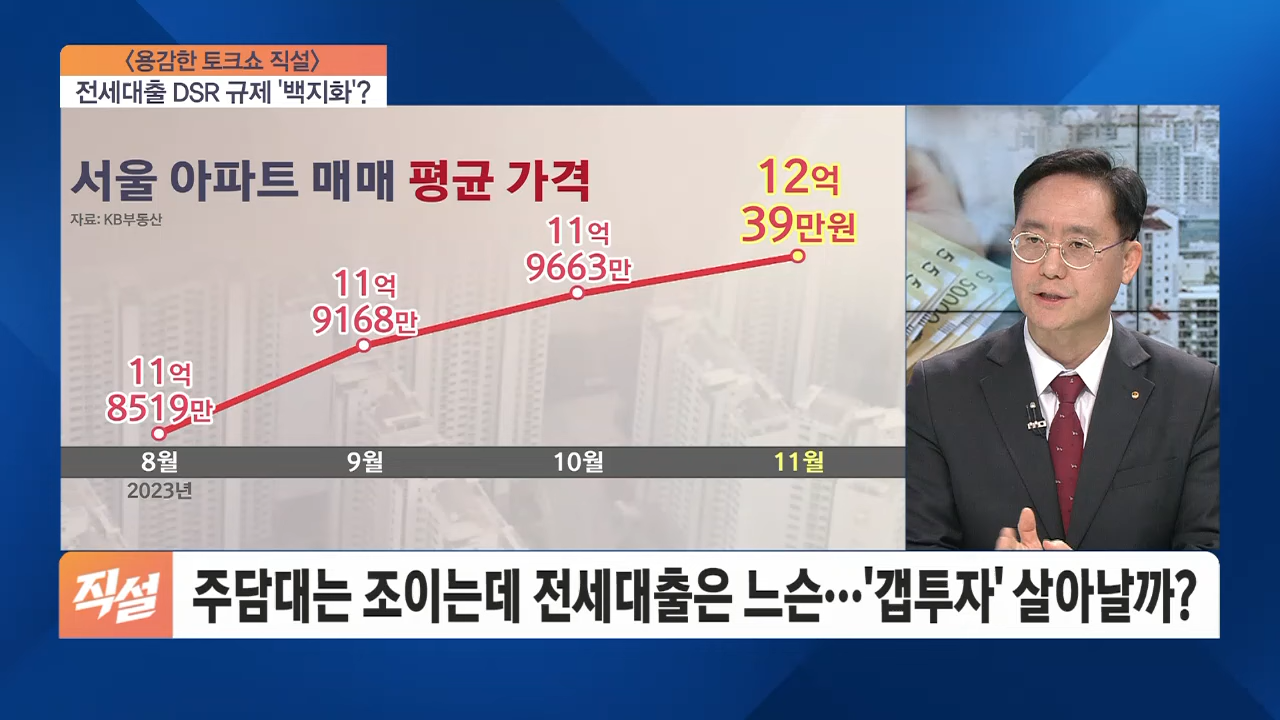 〈용감한 토크쇼 직설〉
전세대출 DSR 규제 '백지화'?
서울 아파트 매매 평균 가격
자료: KB부동산
11억
8519만
11억
9168만
11억
9663만
12억
39만원
8월
9월
10월
11월
2023년
직설
주담대는 조이는데 전세대출은 느슨…'갭투자' 살아날까?